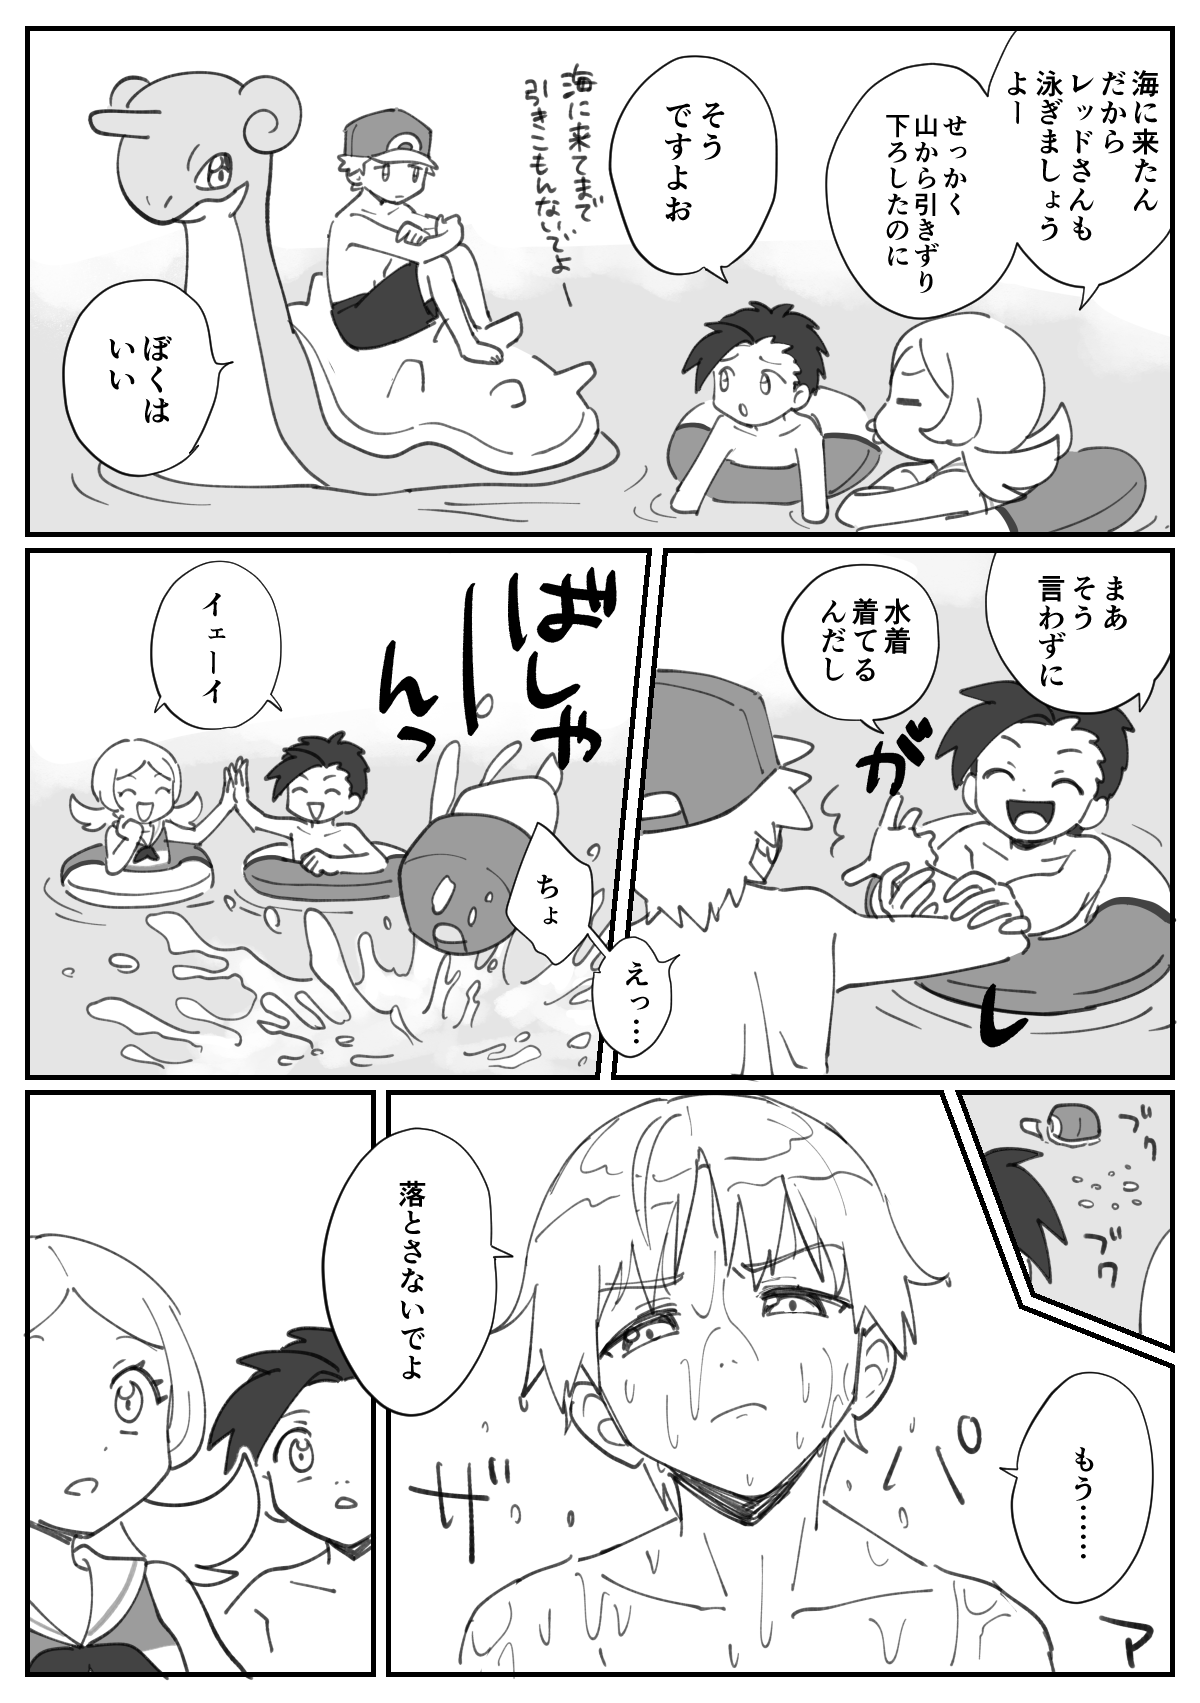 海に来たん
だから
レッドさんも
泳ぎましょう
よー
せっかく
山から引きずり
下ろしたのに
そう
ですよお
海に来てまで
引きこもんないでよー
ぼくは
いい
まあ
そう
言わずに
水着
着てる
んだし
がしっ
えっ…
ちょ
ばしゃーんっ
イェーイ
ブク
ブク
もう……
ザパア
落とさないでよ